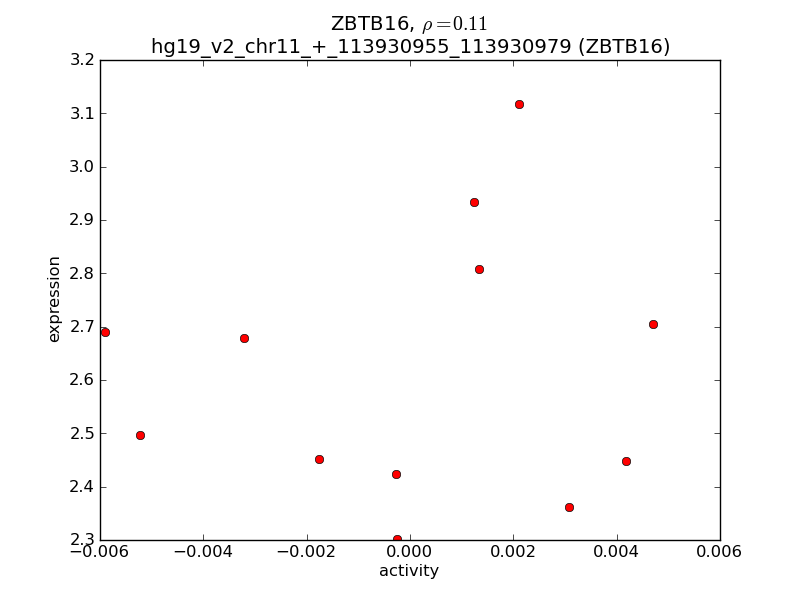 ZBTB16, ρ=0.11
hg19_v2_chr11_+_113930955_113930979 (ZBTB16)
3.2
3.1
3.0
2.9
2.8
2.7
2.6
2.5
2.4
2.3
expression
−0.006 −0.004 −0.002 0.000 0.002 0.004 0.006
activity